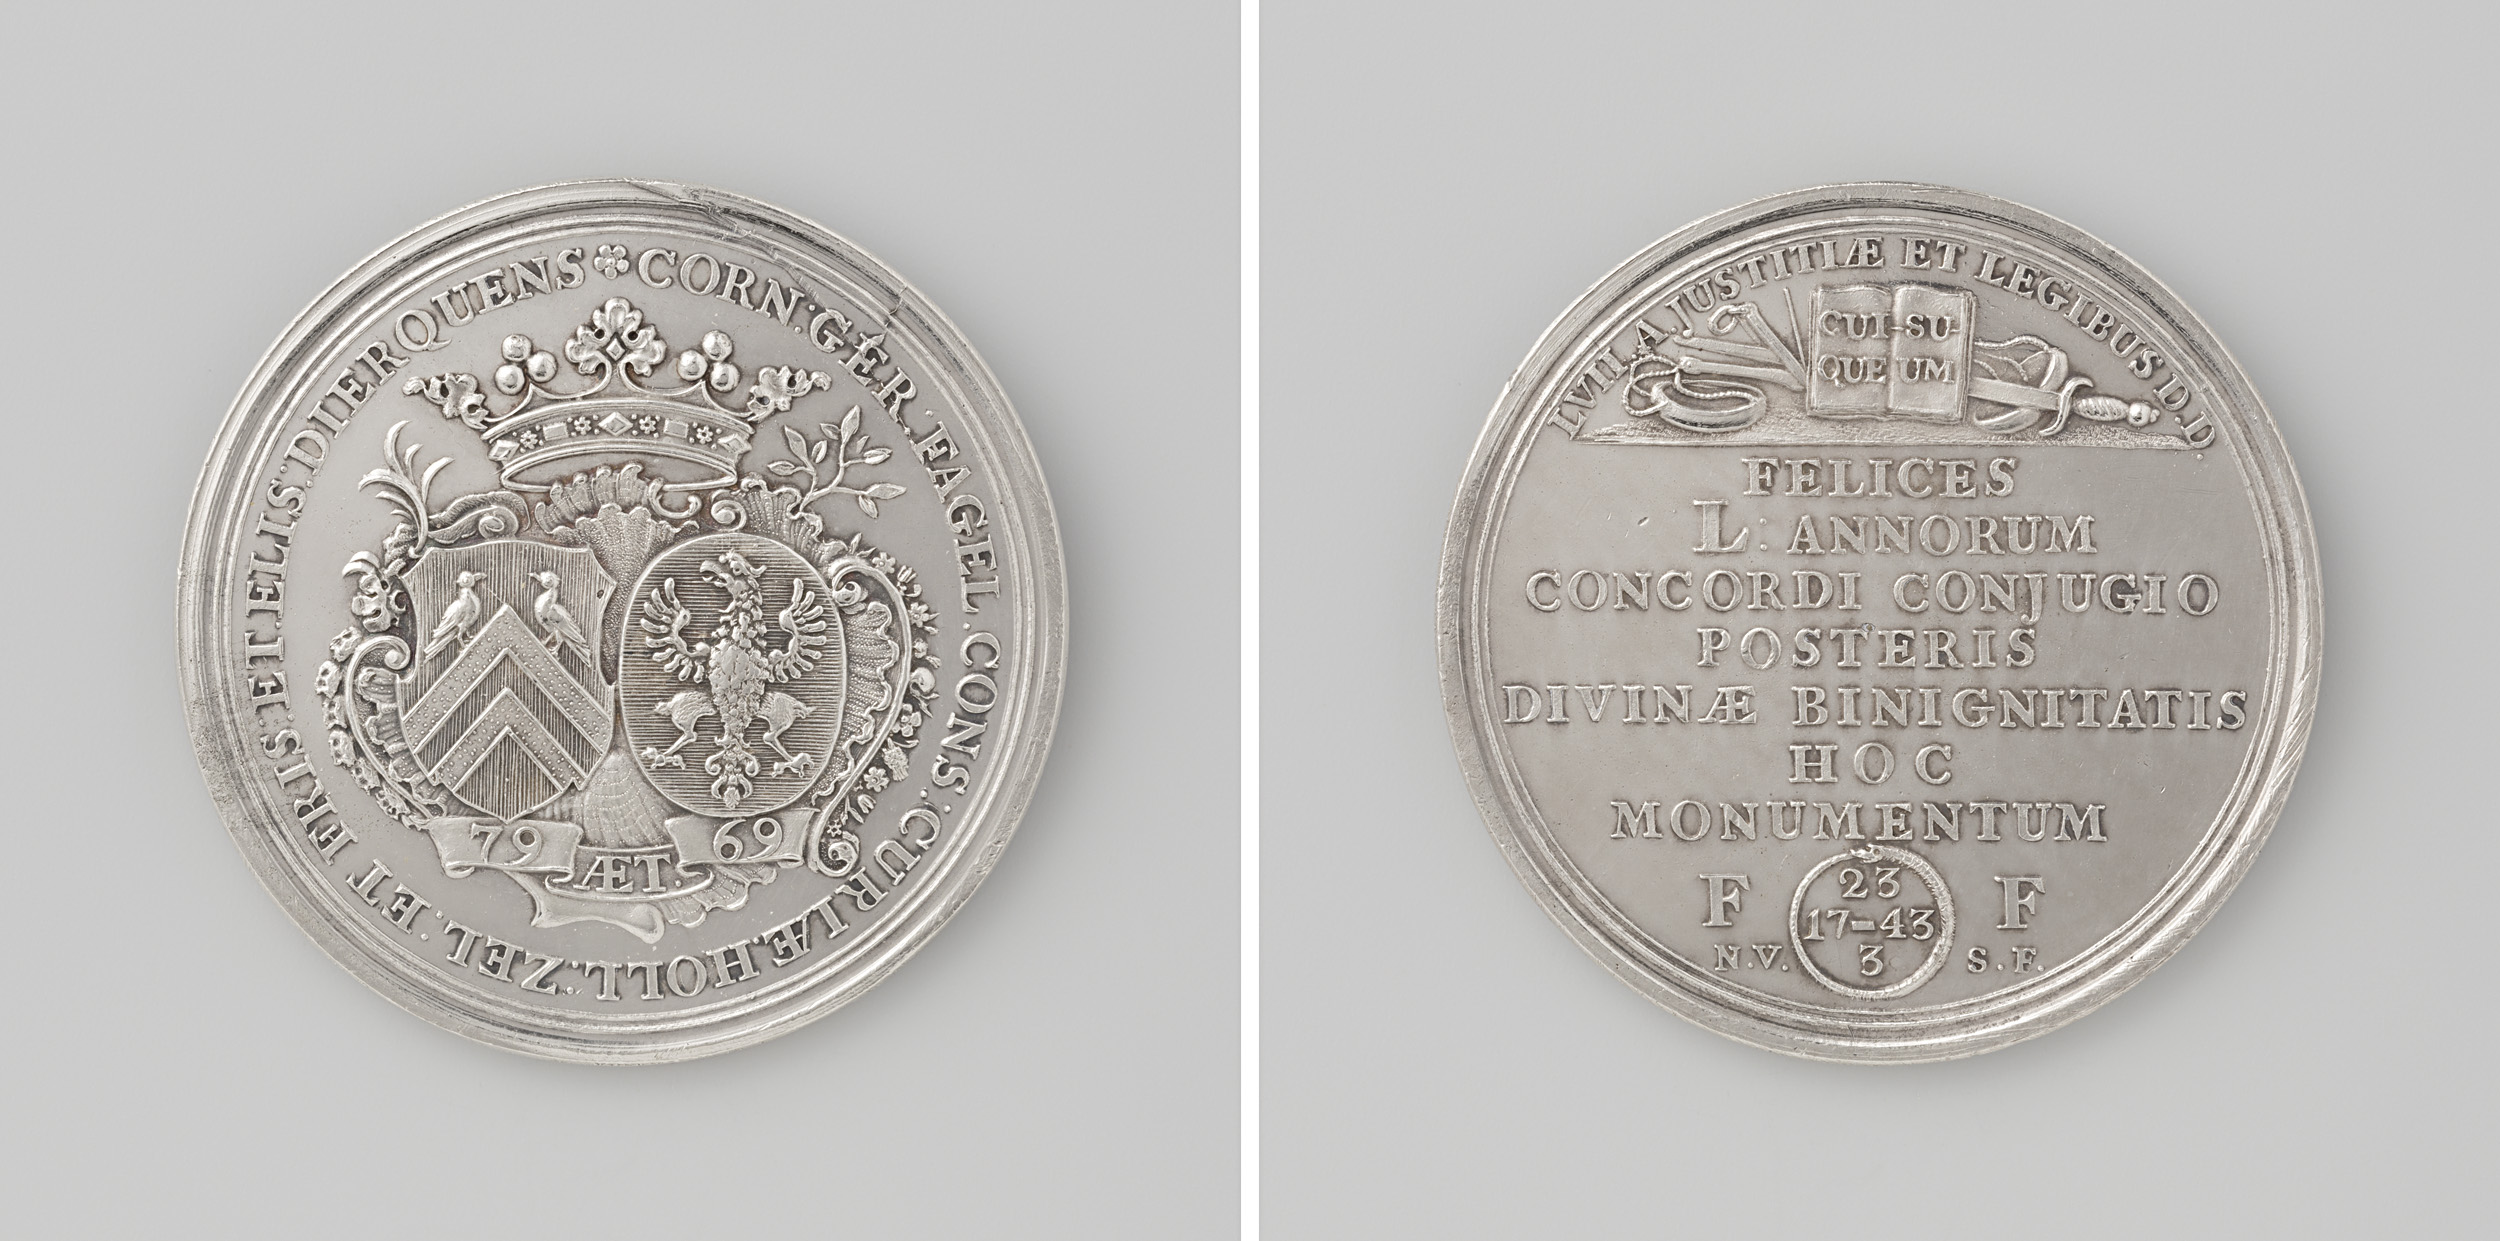 CORN: GER: FAGEL. CONS: CURIÆ. HOLL: ZEL: ET FRIS: ET ELIS: DIERQUENS
79 69
ÆT.
LVII. A. JUSTITIÆ ET LEGIBUS D. D.
CUI- SU-
QUE UM
FELICES
L: ANNORUM
CONCORDI CONJUGIO
POSTERIS
DIVINÆ BINIGNITATIS
HOC
MONUMENTUM
F F
23
17-43
3
N. V. S. F.